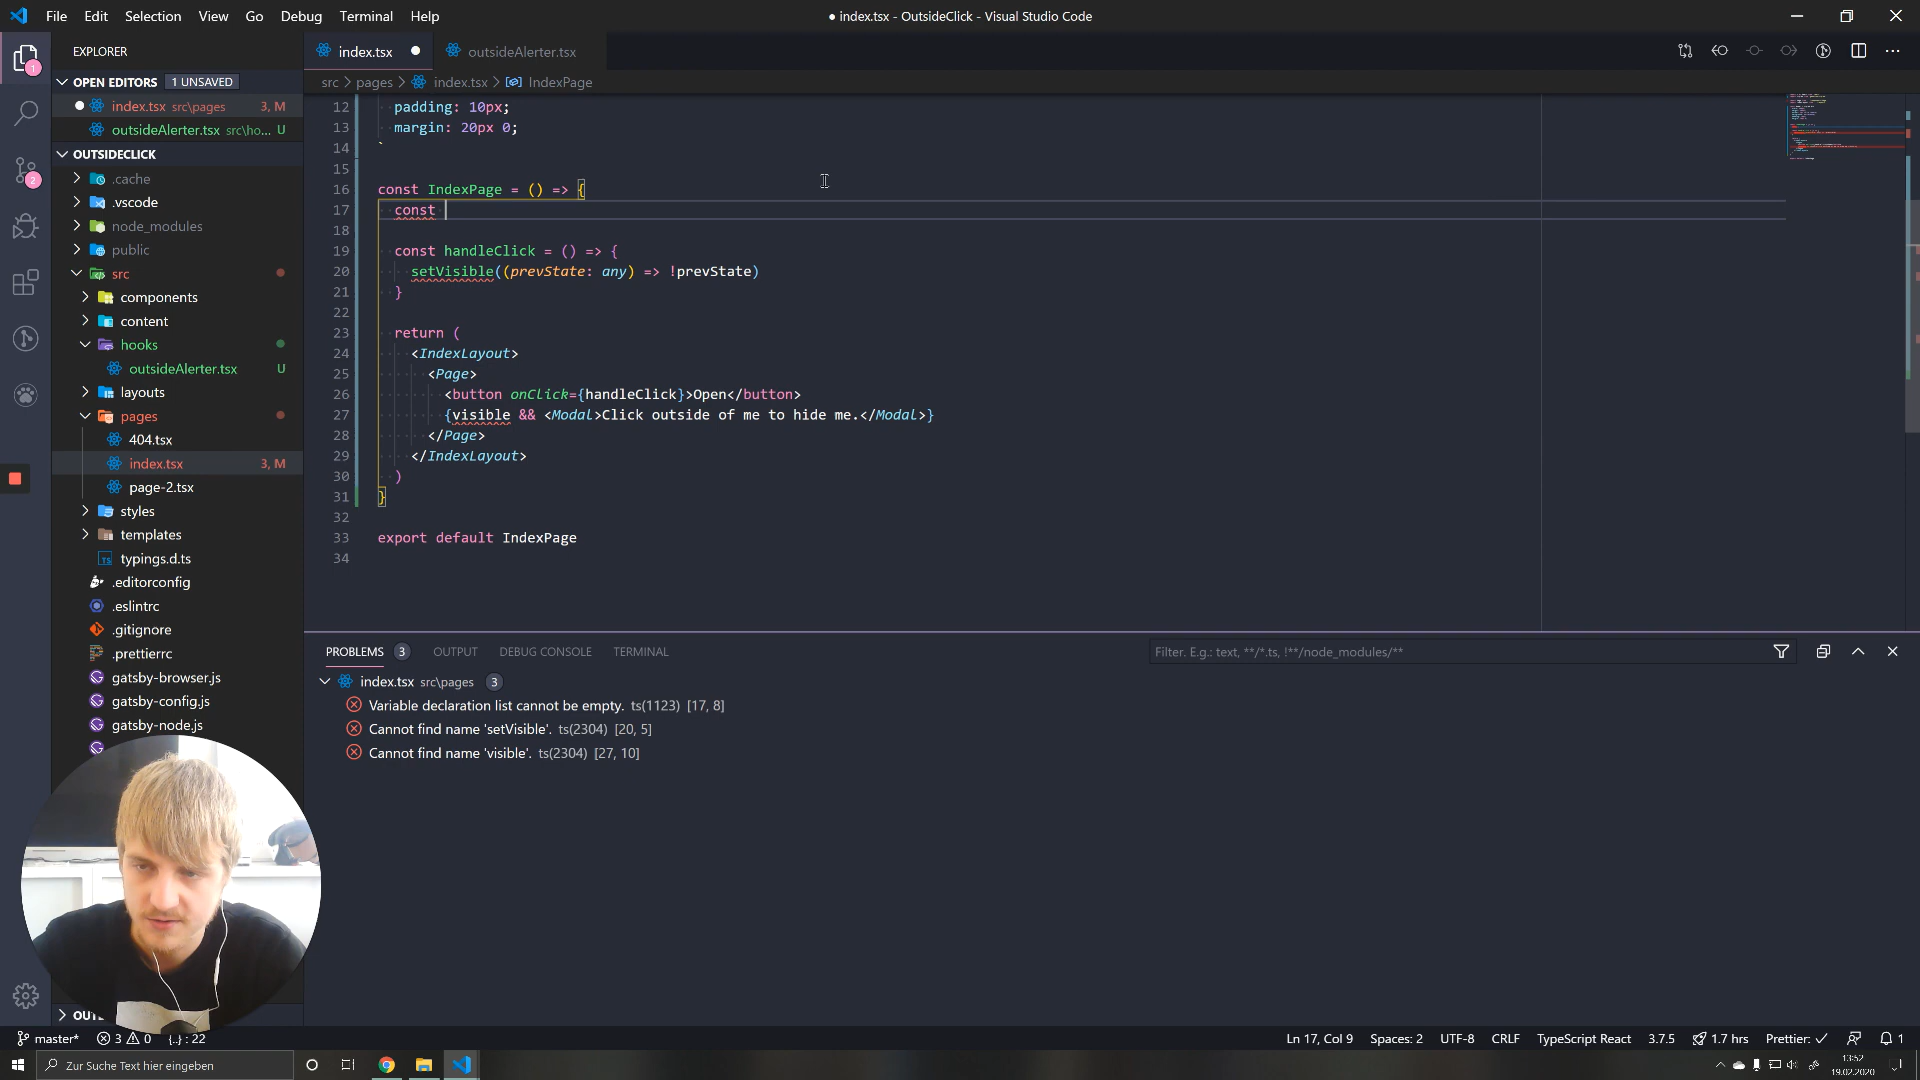 File Edit Selection View Go Debug Terminal Help
● index.tsx - OutsideClick - Visual Studio Code
EXPLORER
OPEN EDITORS 1 UNSAVED
index.tsx src\pages 3, M
outsideAlerter.tsx src\ho... U
OUTSIDECLICK
.cache
.vscode
node_modules
public
src
components
content
hooks
outsideAlerter.tsx U
layouts
pages
404.tsx
index.tsx 3, M
page-2.tsx
styles
templates
typings.d.ts
.editorconfig
.eslintrc
.gitignore
.prettierrc
gatsby-browser.js
gatsby-config.js
gatsby-node.js
index.tsx outsideAlerter.tsx
src > pages > index.tsx > IndexPage
12 padding: 10px;
13 margin: 20px 0;
14 `
15
16 const IndexPage = () => {
17 const
18
19 const handleClick = () => {
20 setVisible((prevState: any) => !prevState)
21 }
22
23 return (
24 <IndexLayout>
25 <Page>
26 <button onClick={handleClick}>Open</button>
27 {visible && <Modal>Click outside of me to hide me.</Modal>}
28 </Page>
29 </IndexLayout>
30 )
31 }
32
33 export default IndexPage
34
PROBLEMS 3 OUTPUT DEBUG CONSOLE TERMINAL
Filter. E.g.: text, **/*.ts, !**/node_modules/**
index.tsx src\pages 3
Variable declaration list cannot be empty. ts(1123) [17, 8]
Cannot find name 'setVisible'. ts(2304) [20, 5]
Cannot find name 'visible'. ts(2304) [27, 10]
master* 3 0 {..} : 22
Ln 17, Col 9 Spaces: 2 UTF-8 CRLF TypeScript React 3.7.5 1.7 hrs Prettier: ✓ 1
Zur Suche Text hier eingeben
13:52
19.02.2020